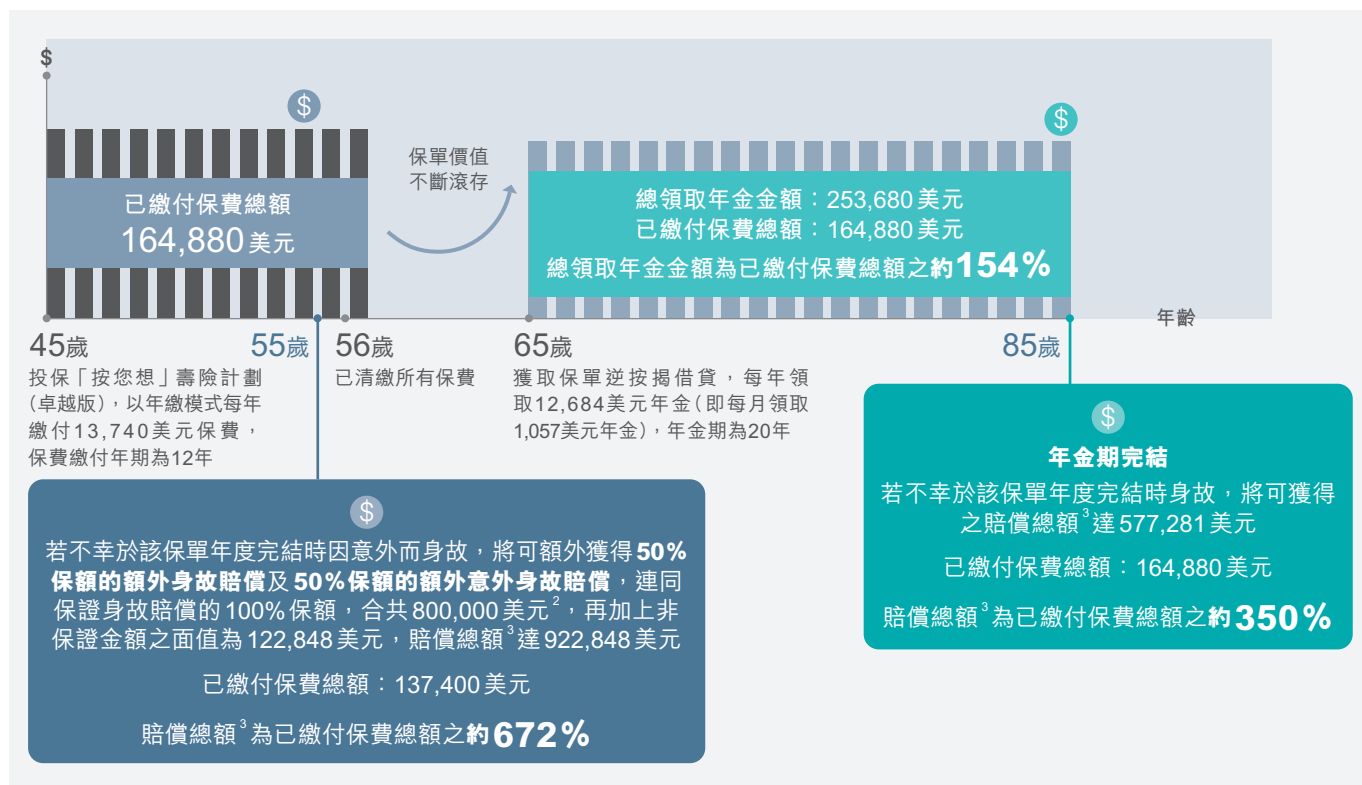 $
$
$
保單價值
不斷滾存
已繳付保費總額
164,880美元
總領取年金金額：253,680美元
已繳付保費總額：164,880美元
總領取年金金額為已繳付保費總額之約154%
年齡
45歲
投保「按您想」壽險計劃
(卓越版)，以年繳模式每年
繳付13,740美元保費，
保費繳付年期為12年
55歲
56歲
已清繳所有保費
65歲
獲取保單逆按揭借貸，每年領
取12,684美元年金(即每月領取
1,057美元年金)，年金期為20年
85歲
$
若不幸於該保單年度完結時因意外而身故，將可額外獲得50%
保額的額外身故賠償及50%保額的額外意外身故賠償，連同
保證身故賠償的100%保額，合共800,000美元2，再加上非
保證金額之面值為122,848美元，賠償總額3達922,848美元
已繳付保費總額：137,400美元
賠償總額3為已繳付保費總額之約672%
$
年金期完結
若不幸於該保單年度完結時身故，將可獲得
之賠償總額3達577,281美元
已繳付保費總額：164,880美元
賠償總額3為已繳付保費總額之約350%